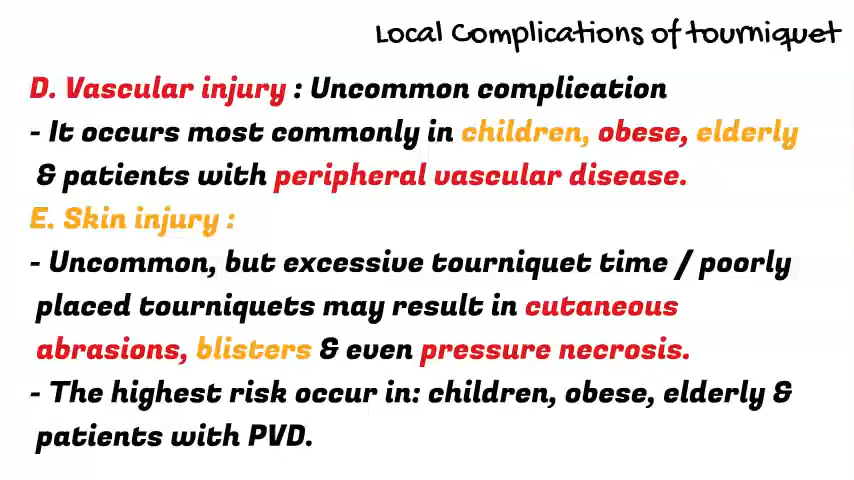 Local Complications of tourniquet
D. Vascular injury : Uncommon complication
- It occurs most commonly in children, obese, elderly
& patients with peripheral vascular disease.
E. Skin injury :
- Uncommon, but excessive tourniquet time / poorly
placed tourniquets may result in cutaneous
abrasions, blisters & even pressure necrosis.
- The highest risk occur in: children, obese, elderly &
patients with PVD.